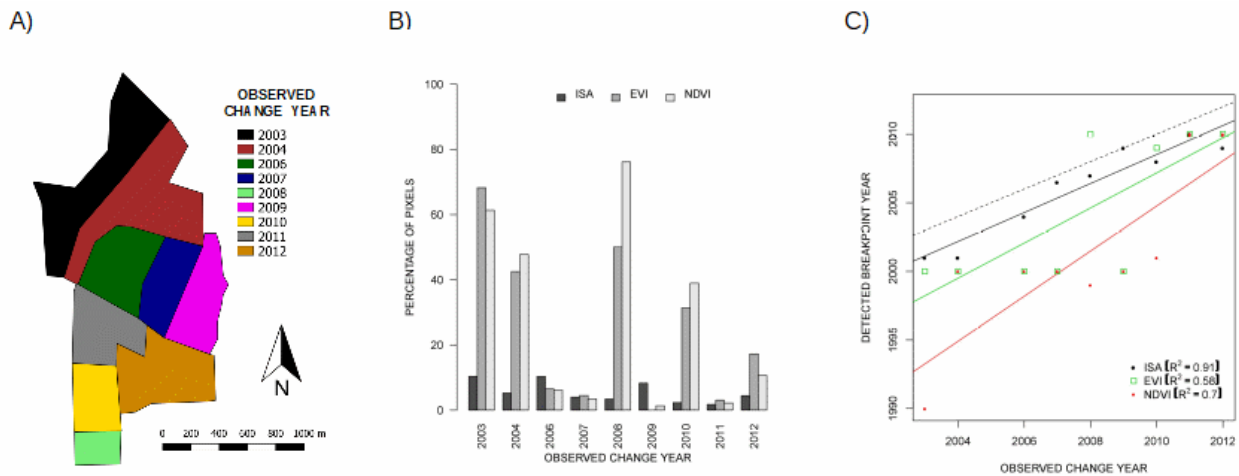 A)
OBSERVED
CHANGE YEAR
2003
2004
2006
2007
2008
2009
2010
2011
2012
N
0 200 400 600 800 1000 m
B)
ISA EVI NDVI
PERCENTAGE OF PIXELS
100
80
60
40
20
0
2003 2004 2006 2007 2008 2009 2010 2011 2012
OBSERVED CHANGE YEAR
C)
DETECTED BREAKPOINT YEAR
2010
2005
2000
1995
1990
ISA (R² = 0.91)
EVI (R² = 0.58)
NDVI (R² = 0.7)
2004 2006 2008 2010 2012
OBSERVED CHANGE YEAR